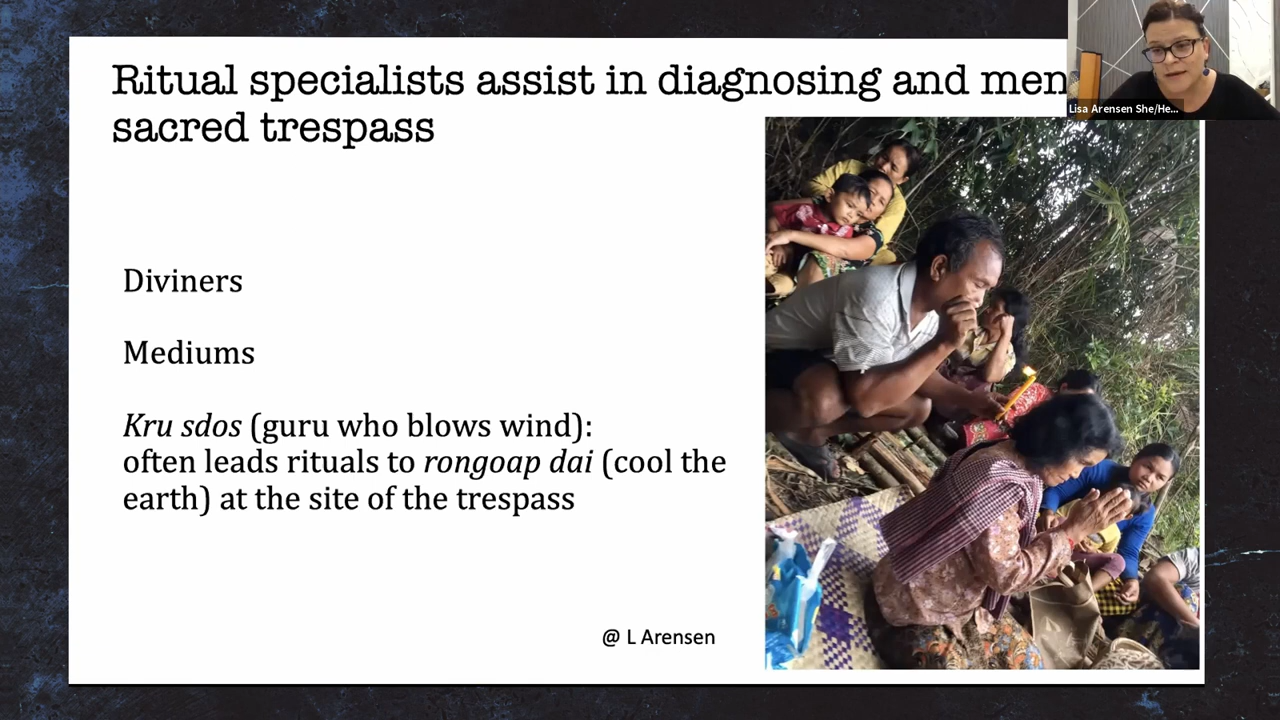 Ritual specialists assist in diagnosing and men
sacred trespass
Lisa Arensen She/He...
Diviners
Mediums
Kru sdos (guru who blows wind):
often leads rituals to rongoap dai (cool the
earth) at the site of the trespass
@ L Arensen